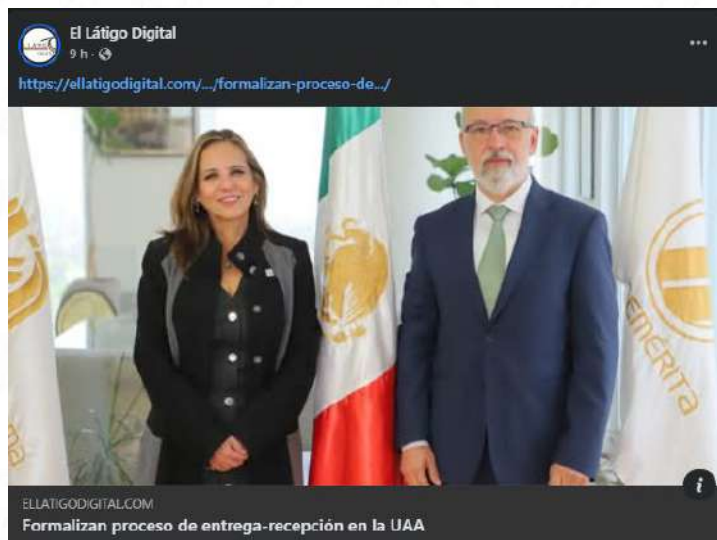 El Látigo Digital
9 h ·
https://ellatigodigital.com/.../formalizan-proceso-de.../
EMÉRITA
ma
ELLATIGODIGITAL.COM
Formalizan proceso de entrega-recepción en la UAA